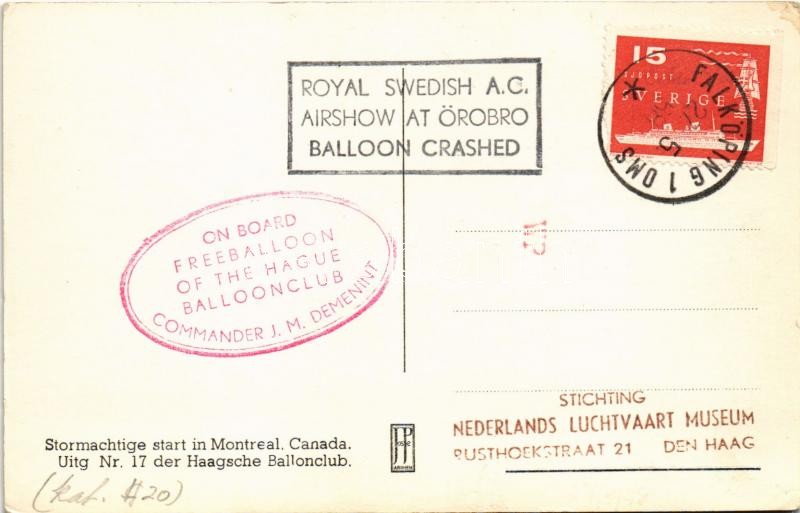 ROYAL SWEDISH A.C.
AIRSHOW AT ÖROBRO
BALLOON CRASHED
15
SJÖPOST
SVERIGE
FALKÖPING 1 OMS
ON BOARD
FREEBALLOON
OF THE HAGUE
BALLOONCLUB
COMMANDER J. M. DEMENINT
STICHTING
NEDERLANDS LUCHTVAART MUSEUM
RUSTHOEKSTRAAT 21 DEN HAAG
Stormachtige start in Montreal, Canada.
Uitg Nr. 17 der Haagsche Ballonclub.
(kat. #20)